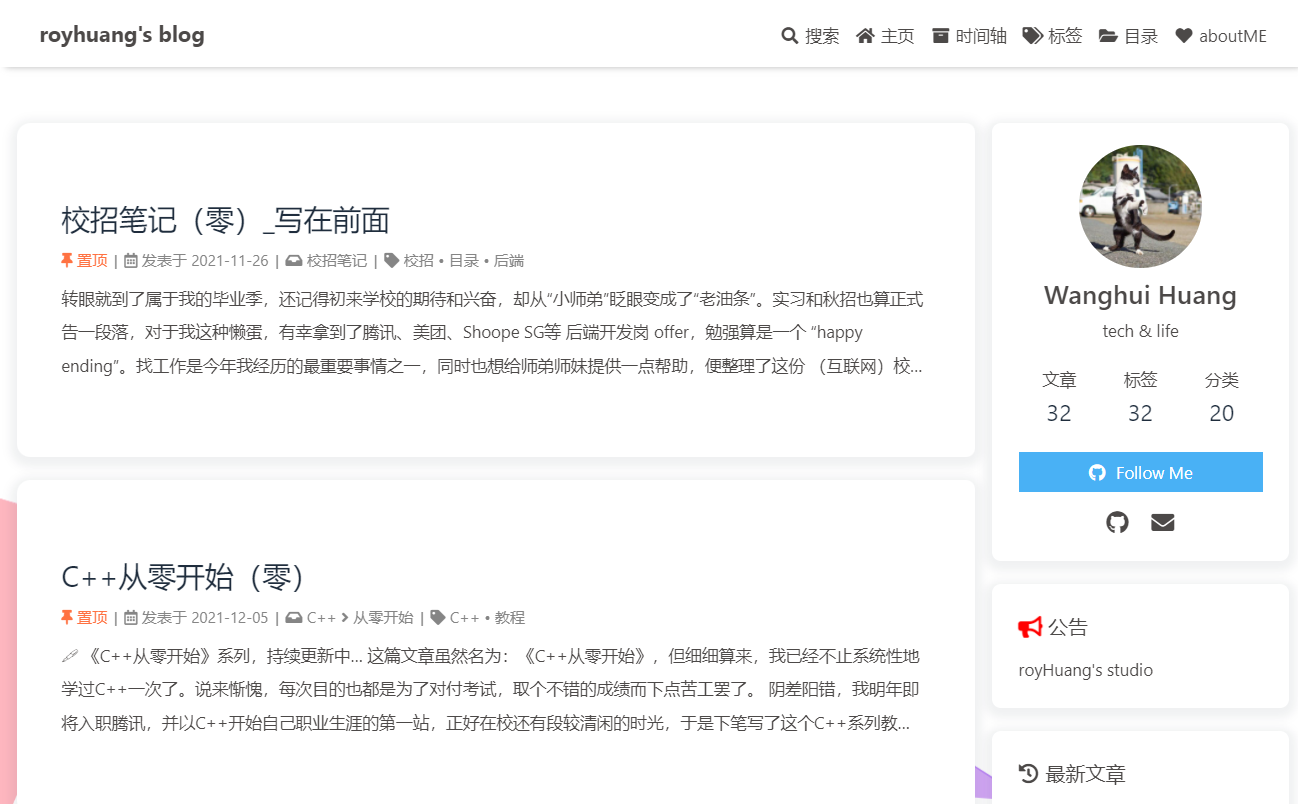 royhuang's blog
搜索 主页 时间轴 标签 目录 aboutME
校招笔记（零）_写在前面
置顶 | 发表于 2021-11-26 | 校招笔记 | 校招 • 目录 • 后端
转眼就到了属于我的毕业季，还记得初来学校的期待和兴奋，却从“小师弟”眨眼变成了“老油条”。实习和秋招也算正式
告一段落，对于我这种懒蛋，有幸拿到了腾讯、美团、Shoope SG等 后端开发岗 offer，勉强算是一个 “happy
ending”。找工作是今年我经历的最重要事情之一，同时也想给师弟师妹提供一点帮助，便整理了这份 （互联网）校...
C++从零开始（零）
置顶 | 发表于 2021-12-05 | C++ > 从零开始 | C++ • 教程
《C++从零开始》系列，持续更新中... 这篇文章虽然名为：《C++从零开始》，但细细算来，我已经不止系统性地
学过C++一次了。说来惭愧，每次目的也都是为了对付考试，取个不错的成绩而下点苦工罢了。 阴差阳错，我明年即
将入职腾讯，并以C++开始自己职业生涯的第一站，正好在校还有段较清闲的时光，于是下笔写了这个C++系列教...
Wanghui Huang
tech & life
文章 标签 分类
32 32 20
Follow Me
公告
royHuang's studio
最新文章